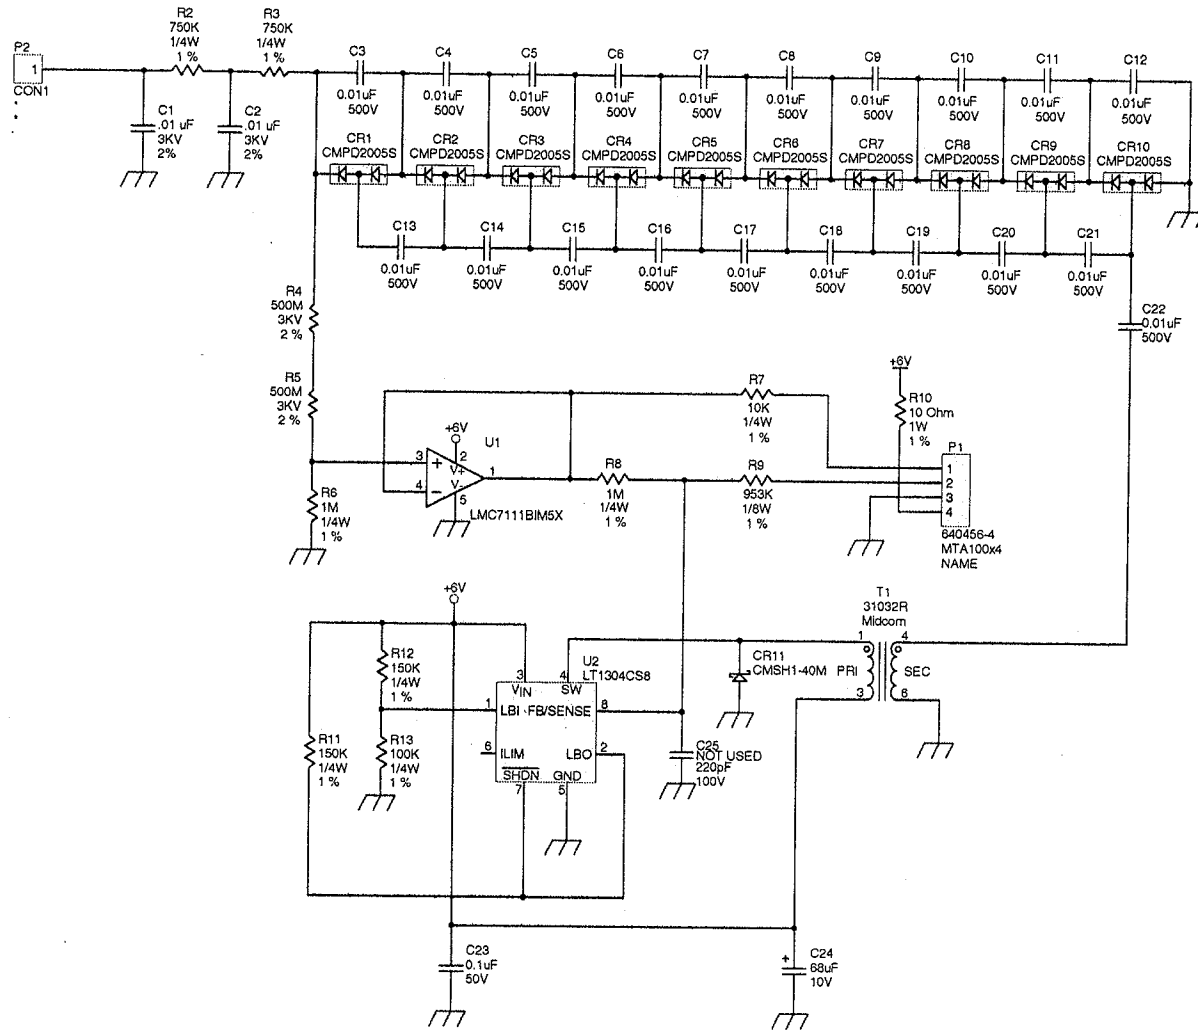 P2
1
CON1
R2
750K
1/4W
1 %
R3
750K
1/4W
1 %
C1
.01 uF
3KV
2%
C2
.01 uF
3KV
2%
C3
0.01uF
500V
C4
0.01uF
500V
C5
0.01uF
500V
C6
0.01uF
500V
C7
0.01uF
500V
C8
0.01uF
500V
C9
0.01uF
500V
C10
0.01uF
500V
C11
0.01uF
500V
C12
0.01uF
500V
CR1
CMPD2005S
CR2
CMPD2005S
CR3
CMPD2005S
CR4
CMPD2005S
CR5
CMPD2005S
CR6
CMPD2005S
CR7
CMPD2005S
CR8
CMPD2005S
CR9
CMPD2005S
CR10
CMPD2005S
C13
0.01uF
500V
C14
0.01uF
500V
C15
0.01uF
500V
C16
0.01uF
500V
C17
0.01uF
500V
C18
0.01uF
500V
C19
0.01uF
500V
C20
0.01uF
500V
C21
0.01uF
500V
C22
0.01uF
500V
R4
500M
3KV
2 %
R5
500M
3KV
2 %
R6
1M
1/4W
1 %
+6V
U1
3
+
4
−
2
V+
V-
5
1
LMC7111BIM5X
R7
10K
1/4W
1 %
R8
1M
1/4W
1 %
R9
953K
1/8W
1 %
+6V
R10
10 Ohm
1W
1 %
P1
1
2
3
4
640456-4
MTA100x4
NAME
+6V
R11
150K
1/4W
1 %
R12
150K
1/4W
1 %
R13
100K
1/4W
1 %
U2
LT1304CS8
3
VIN
4
SW
1
LBI
FB/SENSE
8
6
ILIM
LBO
2
SHDN
7
GND
5
CR11
CMSH1-40M
T1
31032R
Midcom
1
PRI
3
4
SEC
6
C25
NOT USED
220pF
100V
C23
0.1uF
50V
+
C24
68uF
10V